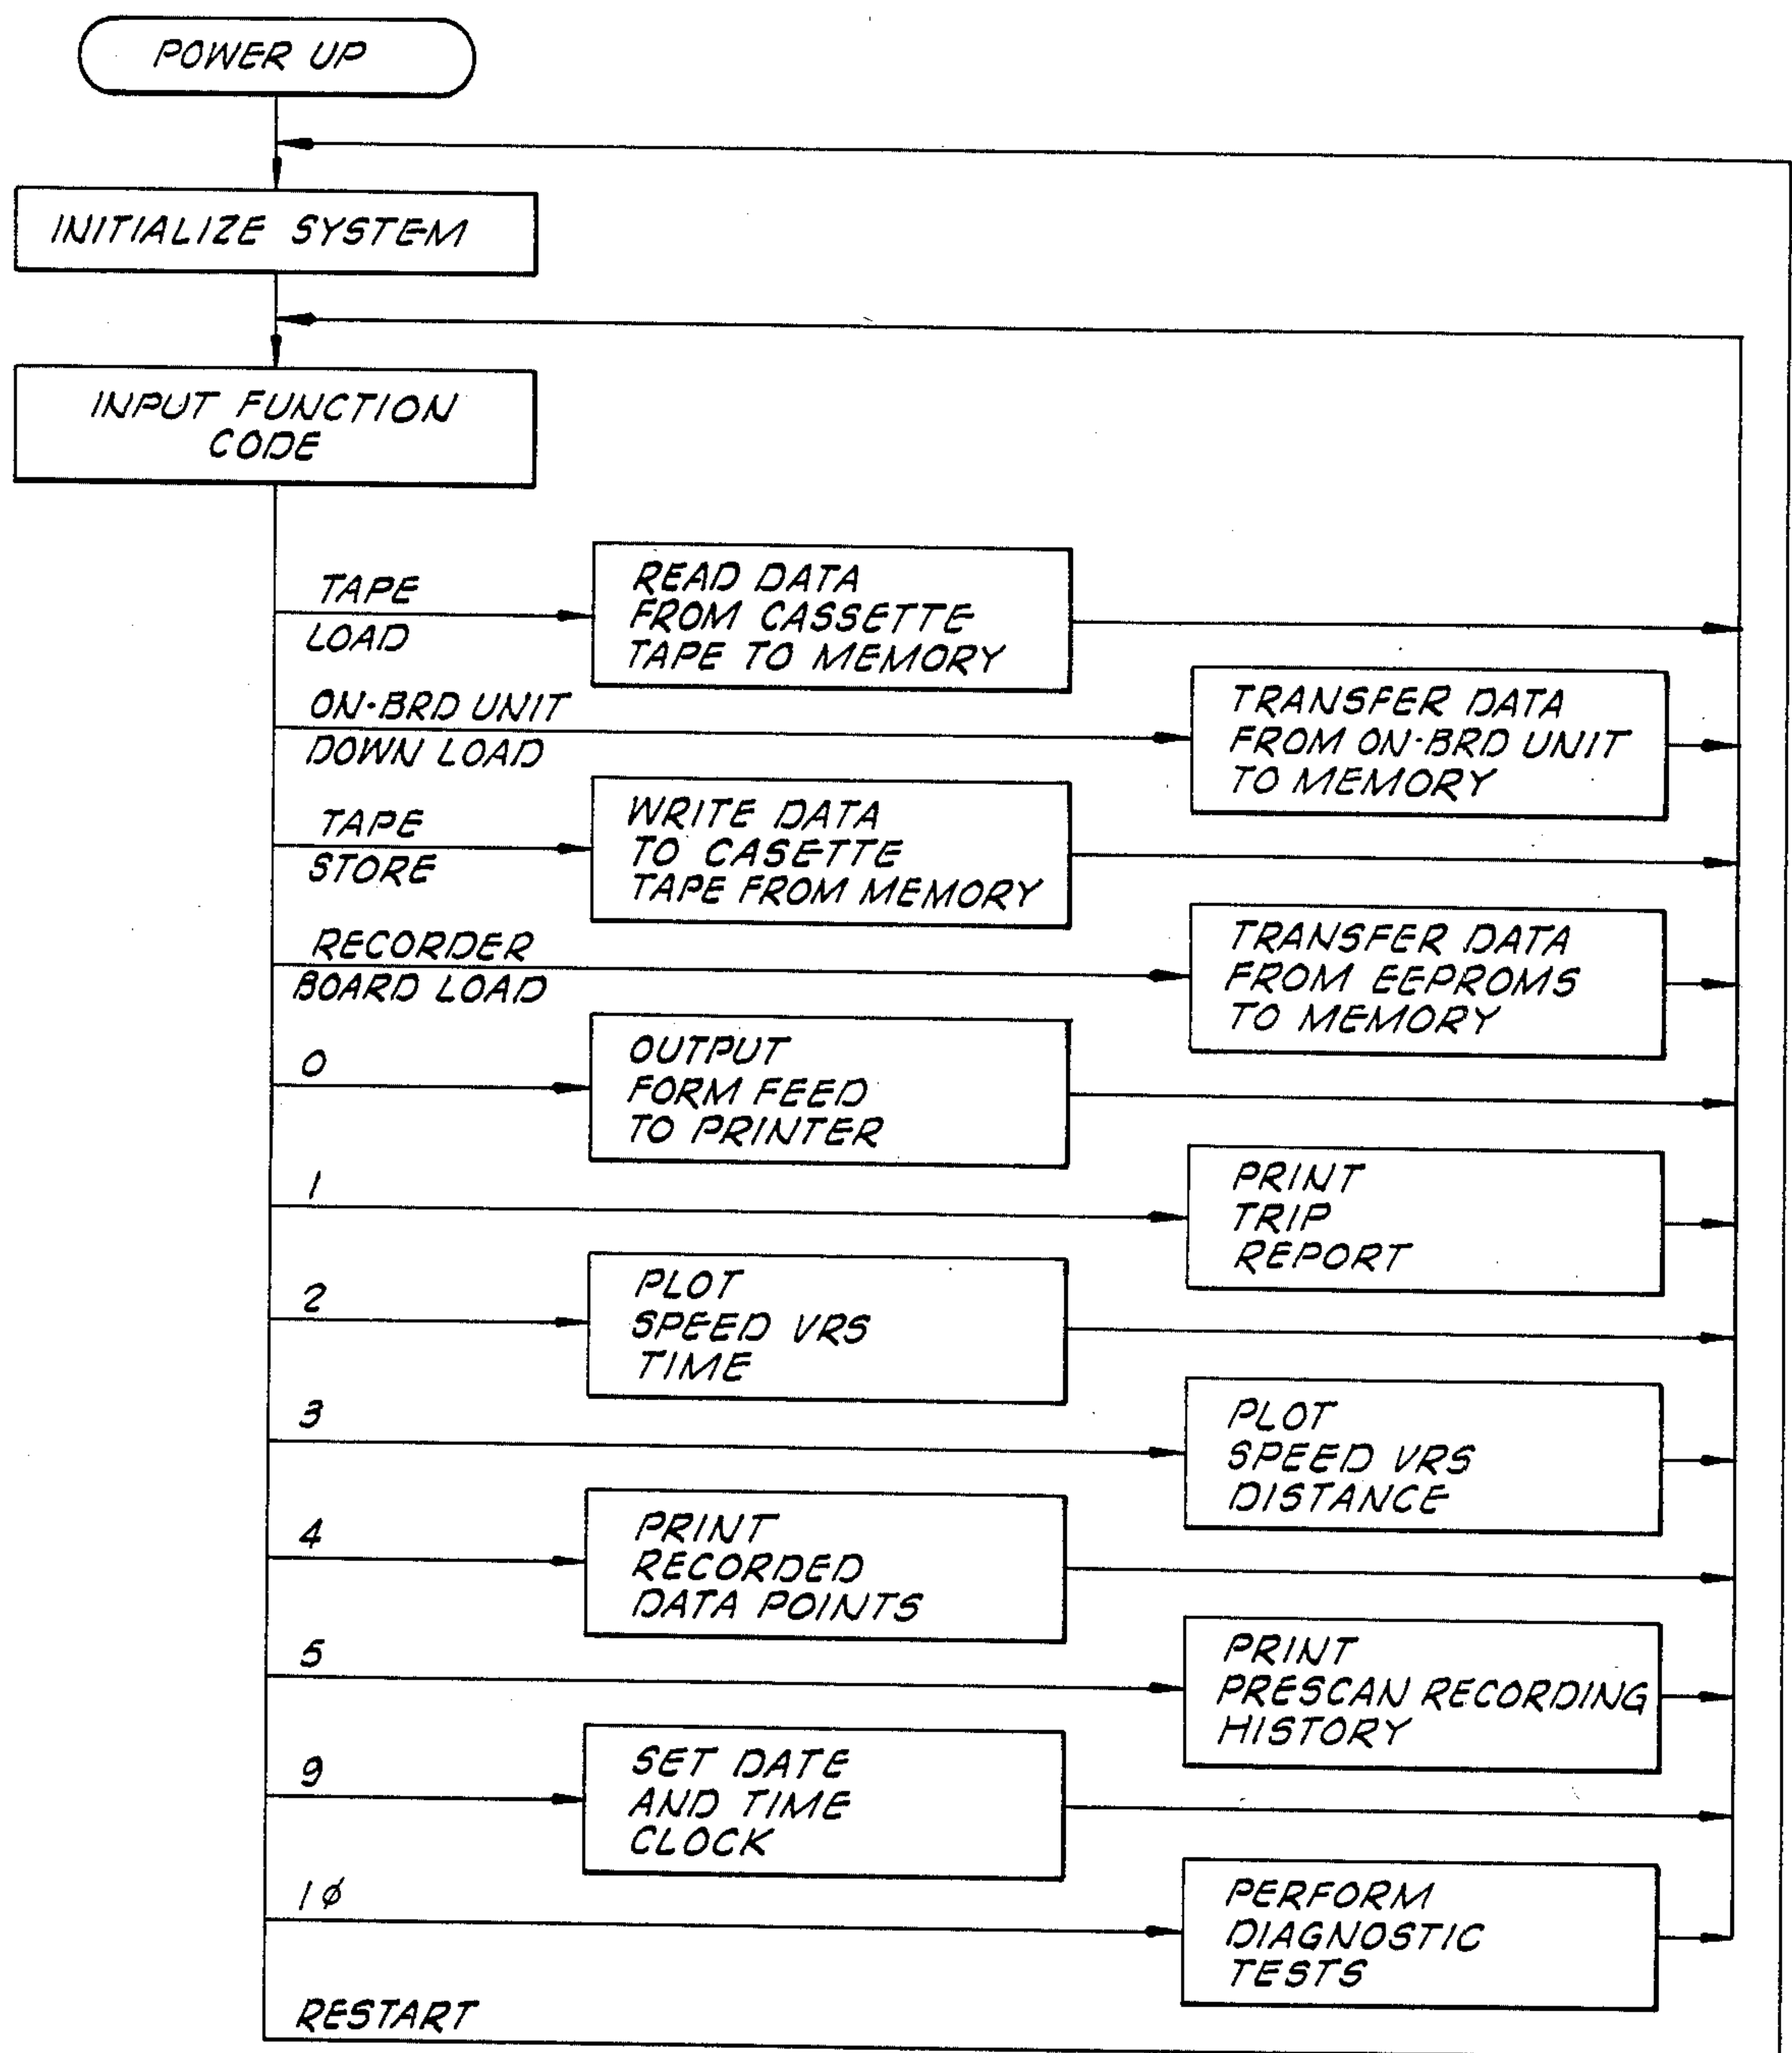 POWER UP
INITIALIZE SYSTEM
INPUT FUNCTION
CODE
TAPE
LOAD
READ DATA
FROM CASSETTE
TAPE TO MEMORY
ON-BRD UNIT
DOWN LOAD
TRANSFER DATA
FROM ON-BRD UNIT
TO MEMORY
TAPE
STORE
WRITE DATA
TO CASETTE
TAPE FROM MEMORY
RECORDER
BOARD LOAD
TRANSFER DATA
FROM EEPROMS
TO MEMORY
0
OUTPUT
FORM FEED
TO PRINTER
1
PRINT
TRIP
REPORT
2
PLOT
SPEED VRS
TIME
3
PLOT
SPEED VRS
DISTANCE
4
PRINT
RECORDED
DATA POINTS
5
PRINT
PRESCAN RECORDING
HISTORY
9
SET DATE
AND TIME
CLOCK
1φ
PERFORM
DIAGNOSTIC
TESTS
RESTART